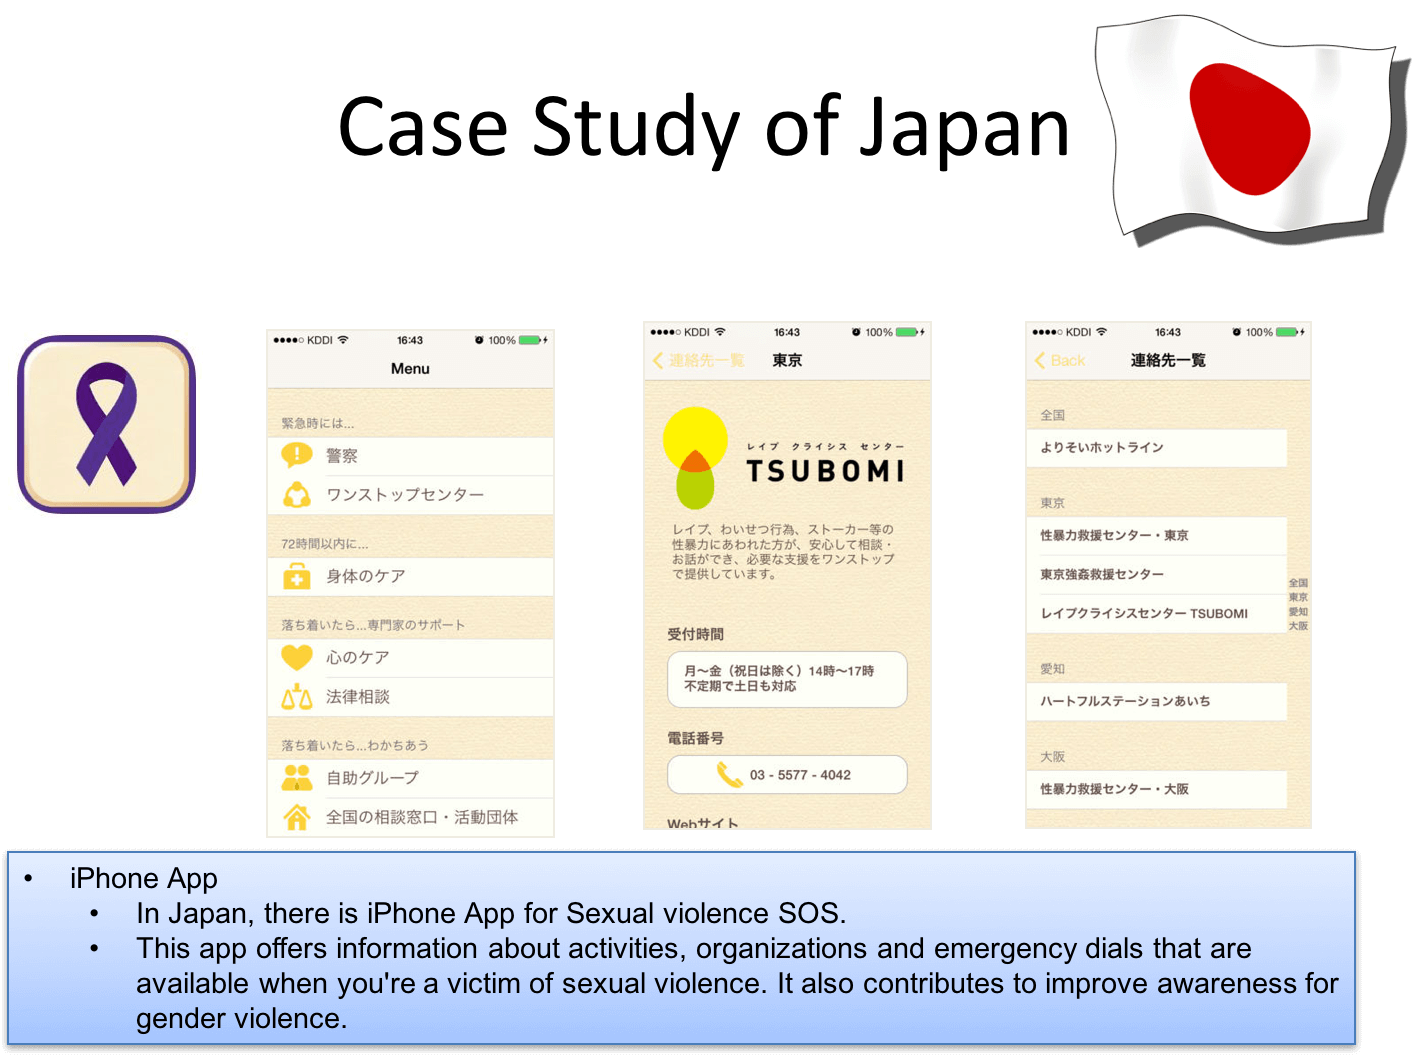 Case Study of Japan
KDDI 16:43 100%
Menu
緊急時には...
警察
ワンストップセンター
72時間以内に...
身体のケア
落ち着いたら...専門家のサポート
心のケア
法律相談
落ち着いたら...わかちあう
自助グループ
全国の相談窓口・活動団体
KDDI 16:43 100%
連絡先一覧 東京
レイプ クライシス センター
TSUBOMI
レイプ、わいせつ行為、ストーカー等の
性暴力にあわれた方が、安心して相談・
お話ができ、必要な支援をワンストップ
で提供しています。
受付時間
月〜金（祝日は除く）14時〜17時
不定期で土日も対応
電話番号
03 - 5577 - 4042
Webサイト
KDDI 16:43 100%
Back 連絡先一覧
全国
よりそいホットライン
東京
性暴力救援センター・東京
東京強姦救援センター
レイプクライシスセンター TSUBOMI
愛知
ハートフルステーションあいち
大阪
性暴力救援センター・大阪
全国
東京
愛知
大阪
• iPhone App
• In Japan, there is iPhone App for Sexual violence SOS.
• This app offers information about activities, organizations and emergency dials that are
available when you're a victim of sexual violence. It also contributes to improve awareness for
gender violence.